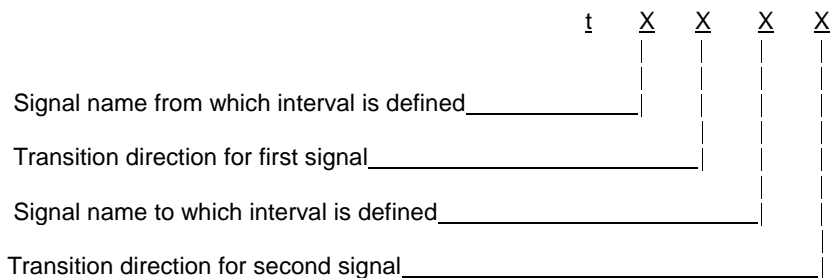 t X X X X
Signal name from which interval is defined
Transition direction for first signal
Signal name to which interval is defined
Transition direction for second signal